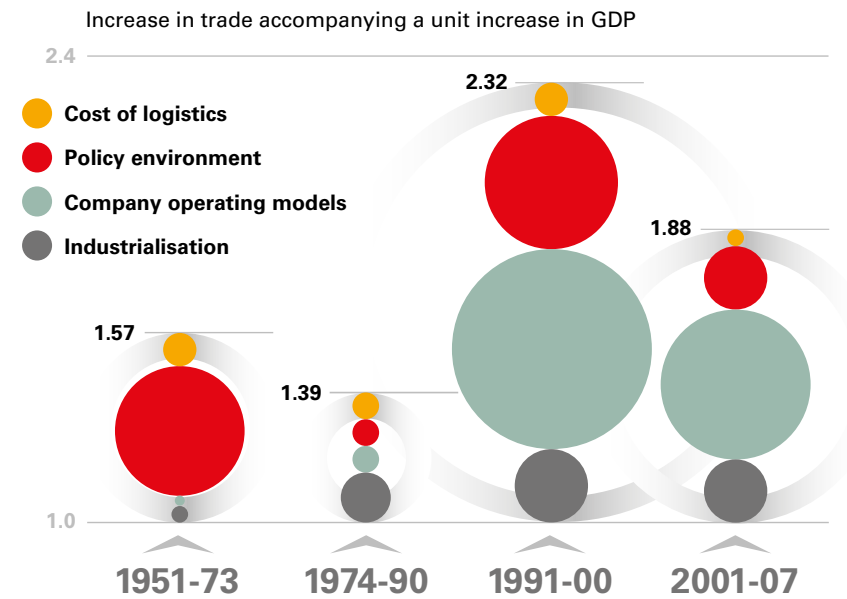 Increase in trade accompanying a unit increase in GDP
2.4
2.32
Cost of logistics
Policy environment
Company operating models
1.88
Industrialisation
1.57
1.39
1.0
1951-73 1974-90 1991-00 2001-07